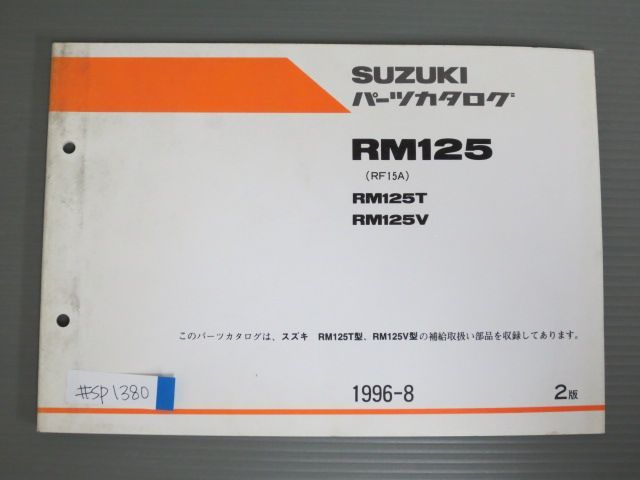 SUZUKI
パーツカタログ
RM125
(RF15A)
RM125T
RM125V
このパーツカタログは、スズキ RM125T型、RM125V型の補給取扱い部品を収録してあります。
#SP1380
1996-8
2版